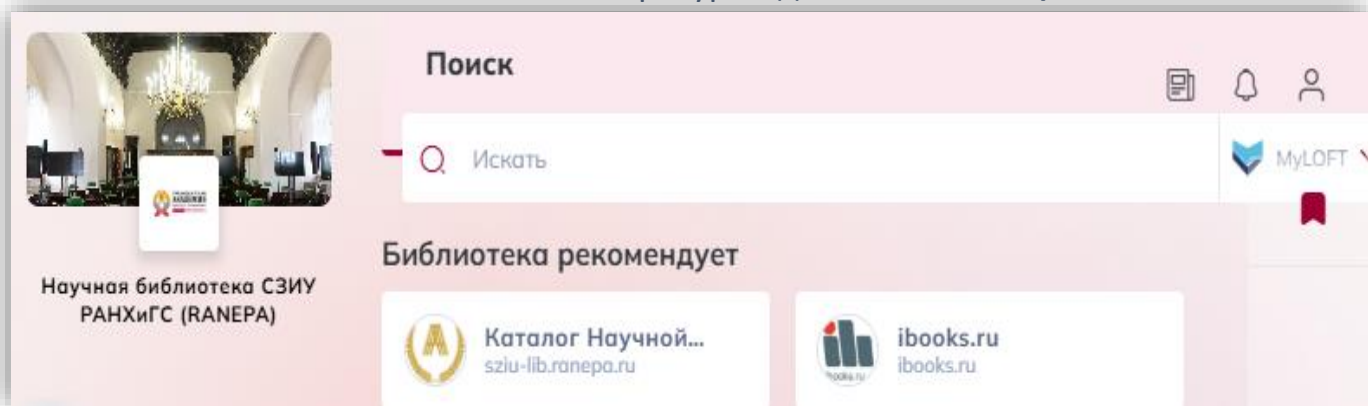 Поиск
Искать
MyLOFT
Библиотека рекомендует
Научная библиотека СЗИУ
РАНХиГС (RANEPA)
Каталог Научной...
sziu-lib.ranepa.ru
ibooks.ru
ibooks.ru